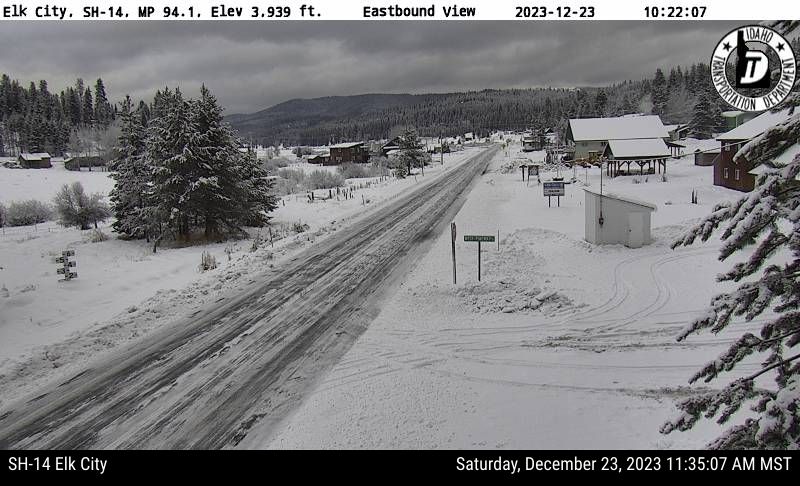 Elk City, SH-14, MP 94.1, Elev 3,939 ft. Eastbound View 2023-12-23 10:22:07
IDAHO
TRANSPORTATION DEPARTMENT
SH-14 Elk City Saturday, December 23, 2023 11:35:07 AM MST